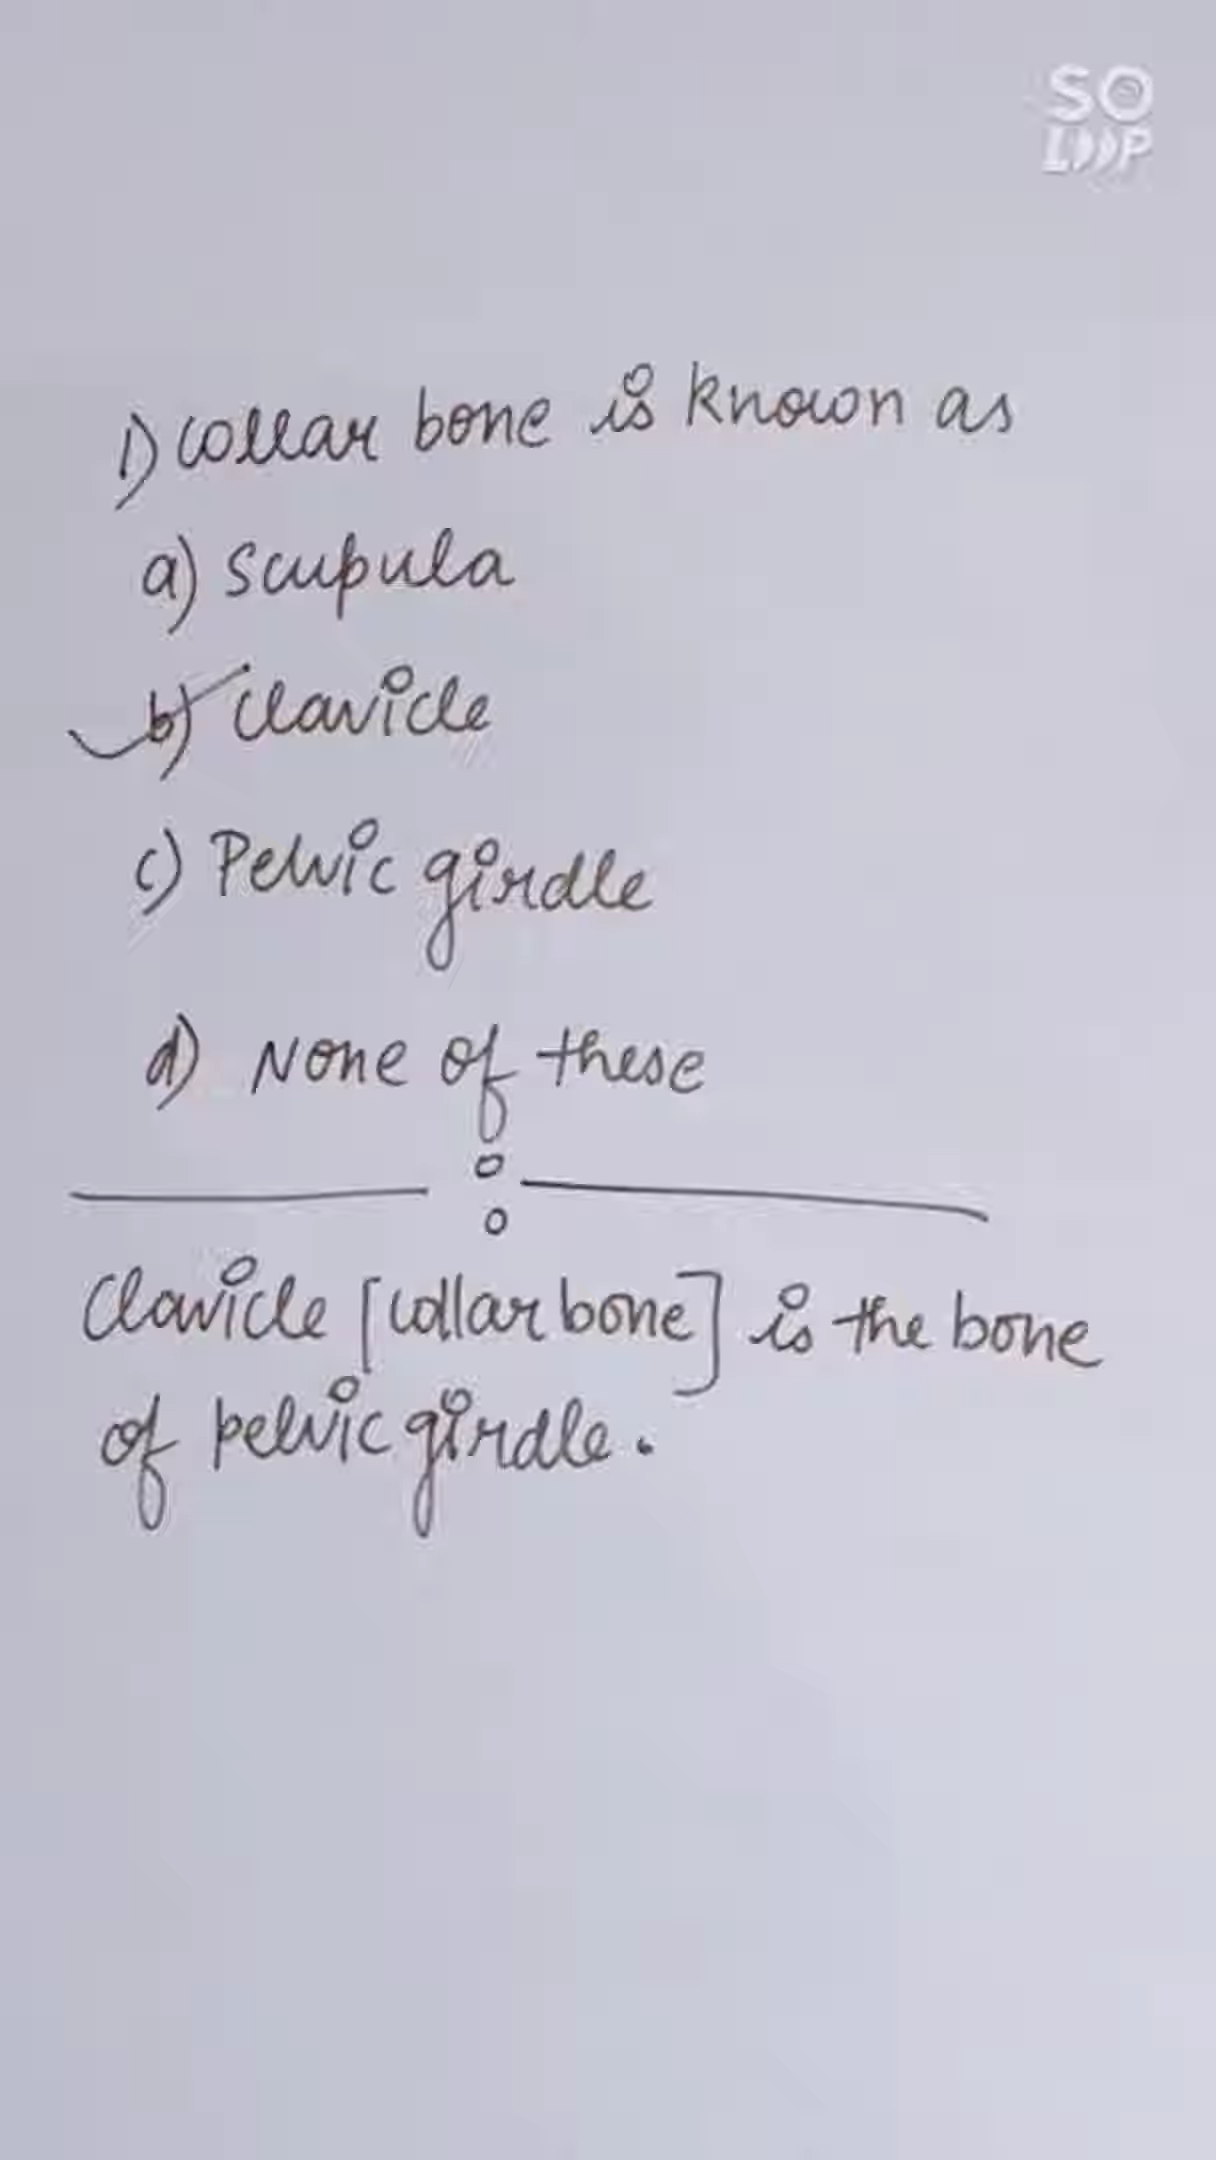 SO
LOOP
1) collar bone is known as
a) scupula
b) clavicle
c) Pelvic girdle
d) None of these
Clavicle [collar bone] is the bone
of pelvic girdle.